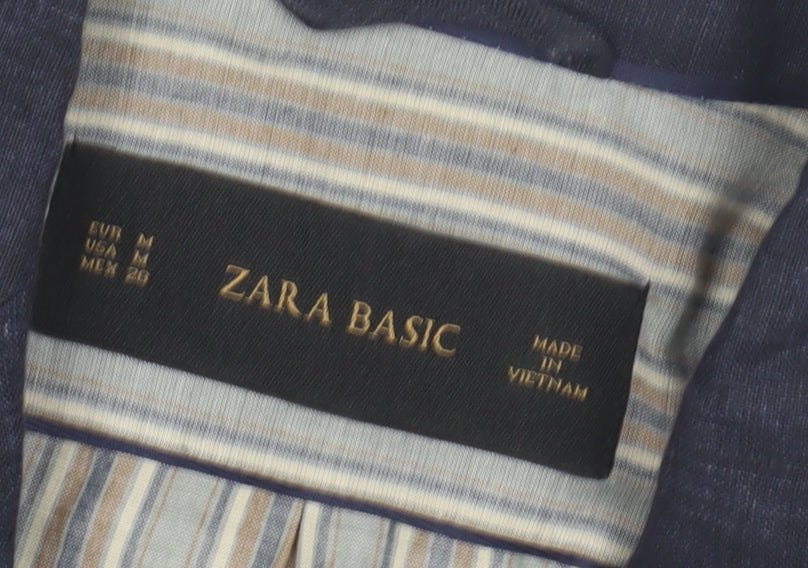 EUR M
USA M
MEX 28
ZARA BASIC
MADE
IN
VIETNAM